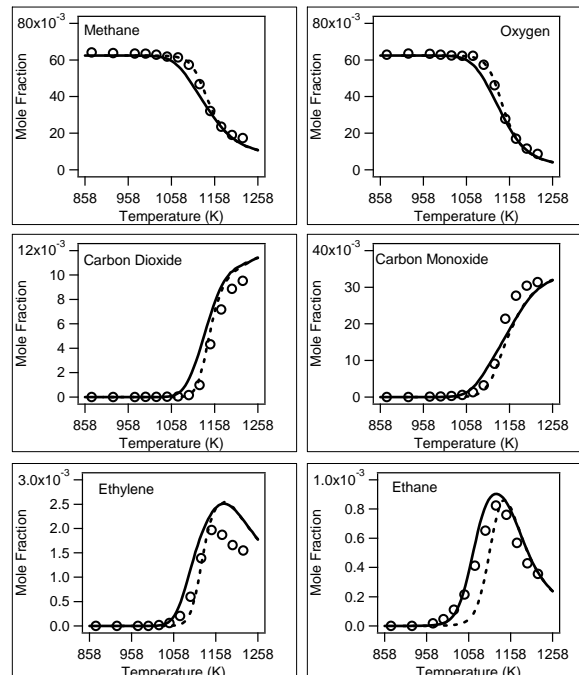 80x10⁻³
60
40
20
0
Mole Fraction
Methane
858 958 1058 1158 1258
Temperature (K)
80x10⁻³
60
40
20
0
Mole Fraction
Oxygen
858 958 1058 1158 1258
Temperature (K)
12x10⁻³
10
8
6
4
2
0
Mole Fraction
Carbon Dioxide
858 958 1058 1158 1258
Temperature (K)
40x10⁻³
30
20
10
0
Mole Fraction
Carbon Monoxide
858 958 1058 1158 1258
Temperature (K)
3.0x10⁻³
2.5
2.0
1.5
1.0
0.5
0.0
Mole Fraction
Ethylene
858 958 1058 1158 1258
Temperature (K)
1.0x10⁻³
0.8
0.6
0.4
0.2
0.0
Mole Fraction
Ethane
858 958 1058 1158 1258
Temperature (K)